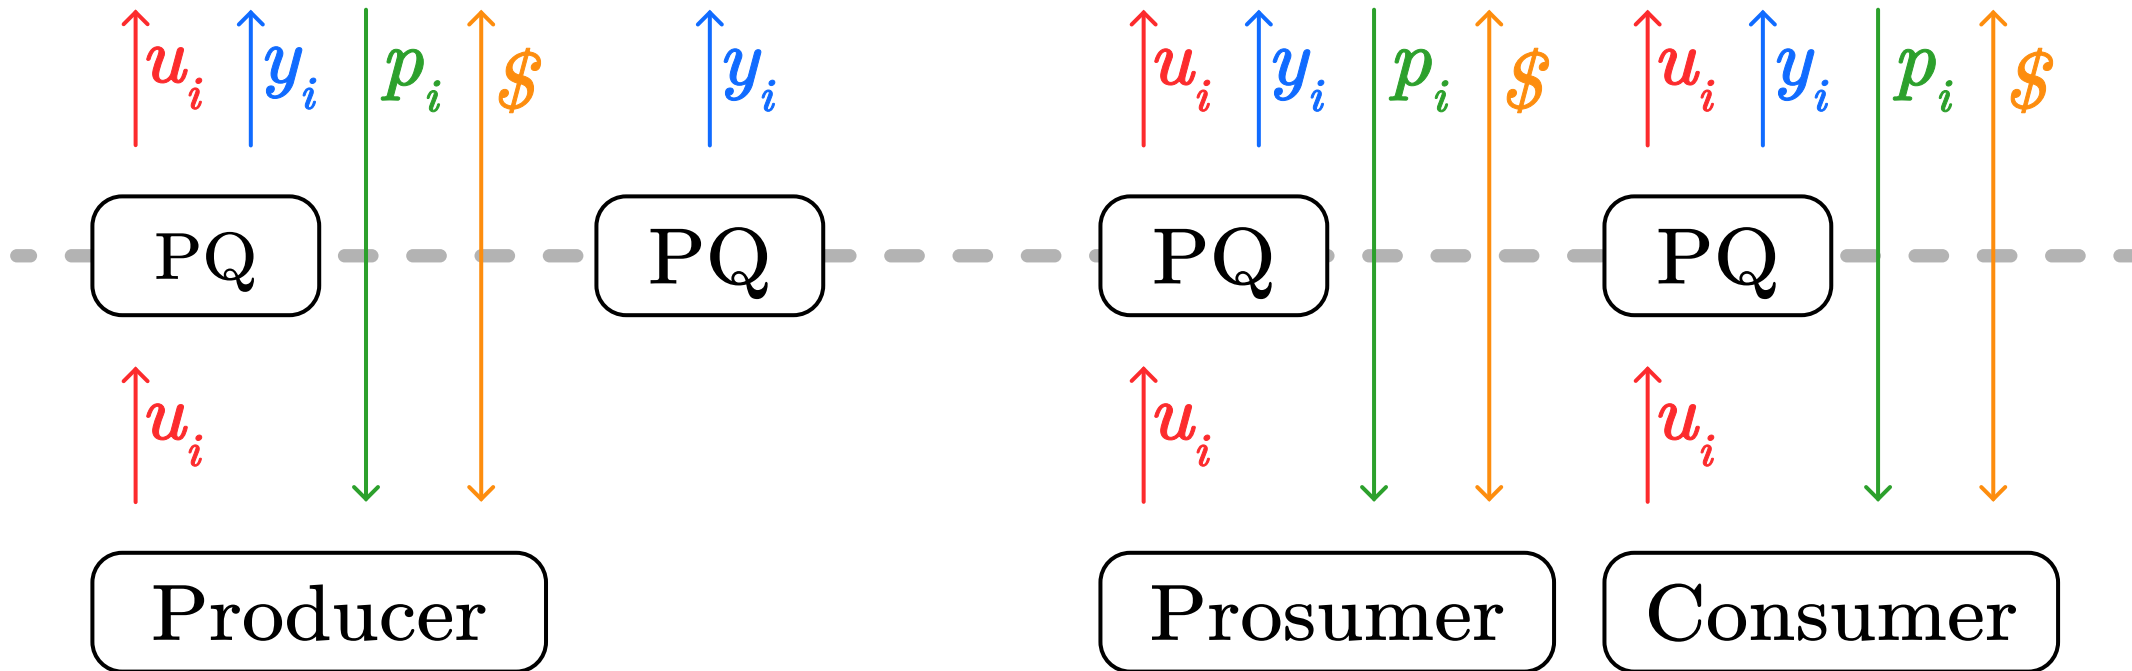 u_i y_i p_i $ y_i u_i y_i p_i $ u_i y_i p_i $
PQ PQ PQ PQ
u_i u_i u_i
Producer Prosumer Consumer